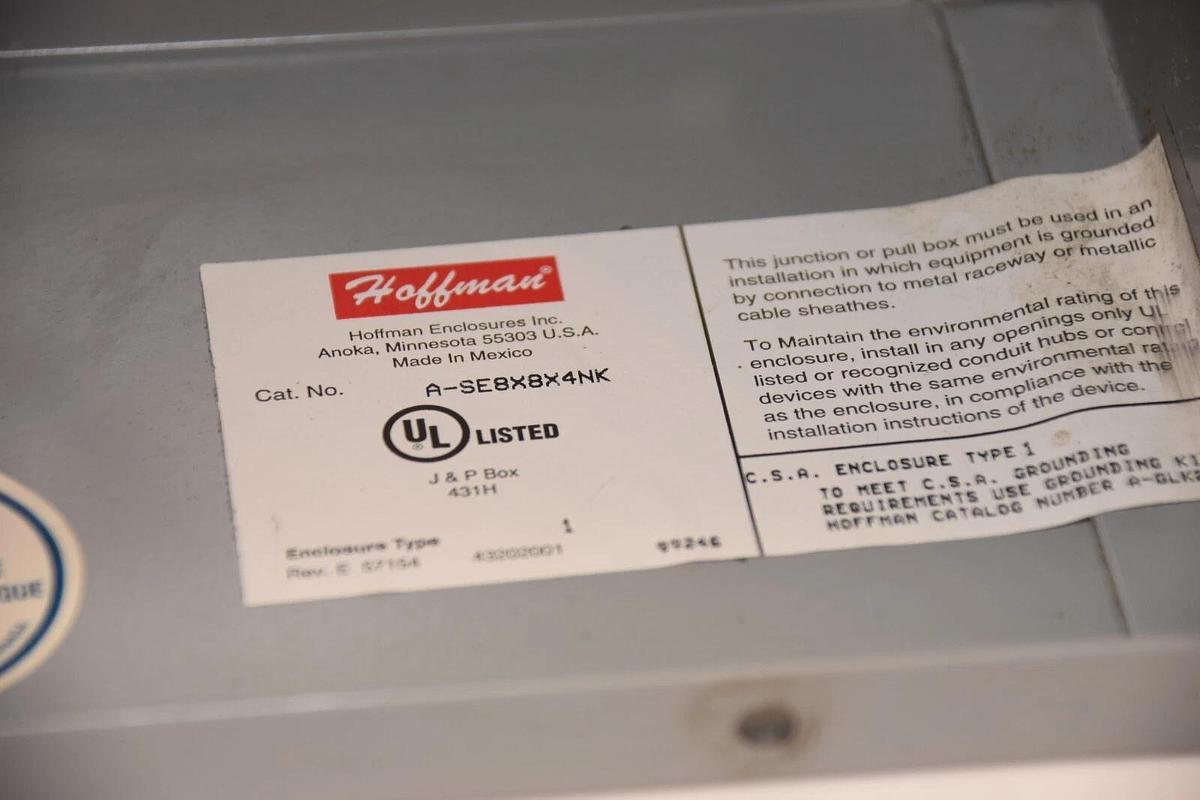 Hoffman®
Hoffman Enclosures Inc.
Anoka, Minnesota 55303 U.S.A.
Made In Mexico
Cat. No. A-SE8X8X4NK
UL® LISTED
J & P Box
431H
Enclosure Type 1
Rev. E 57154 43202001
This junction or pull box must be used in an
installation in which equipment is grounded
by connection to metal raceway or metallic
cable sheathes.
To Maintain the environmental rating of this
enclosure, install in any openings only UL
listed or recognized conduit hubs or control
devices with the same environmental rating
as the enclosure, in compliance with the
installation instructions of the device.
C.S.A. ENCLOSURE TYPE 1
TO MEET C.S.A. GROUNDING
REQUIREMENTS USE GROUNDING
HOFFMAN CATALOG NUMBER